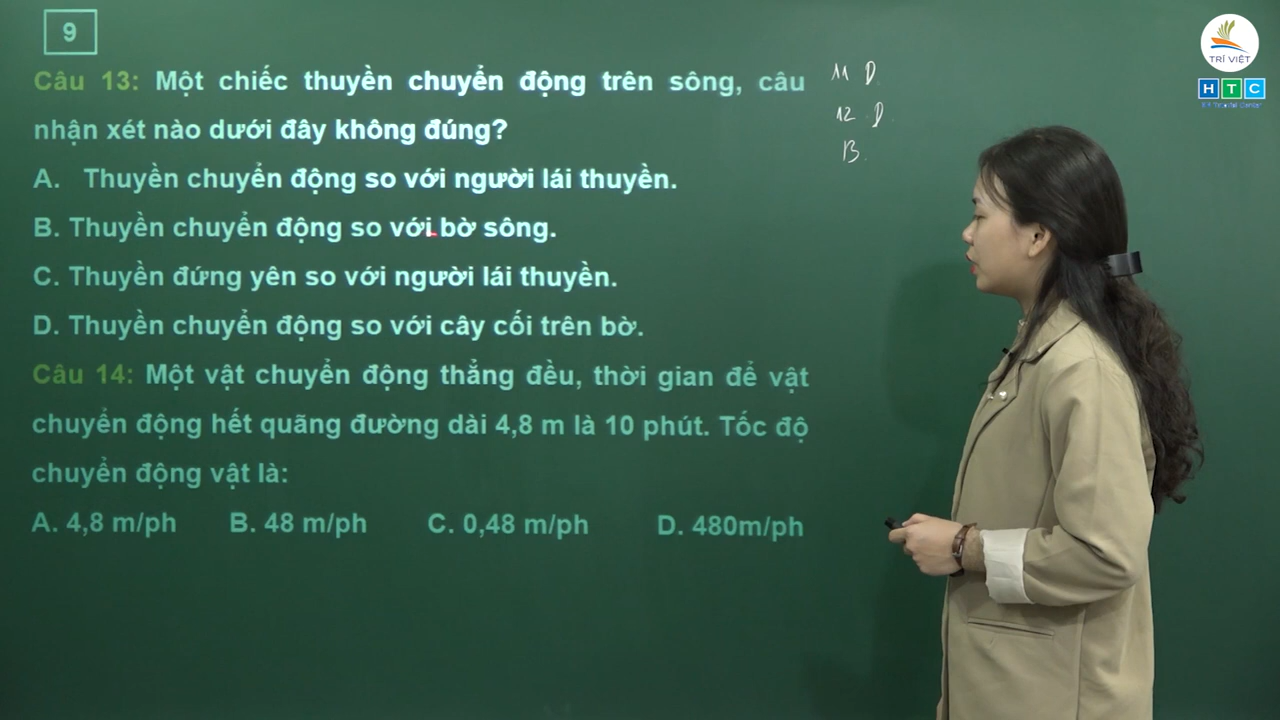 9
Câu 13: Một chiếc thuyền chuyển động trên sông, câu
nhận xét nào dưới đây không đúng?
A. Thuyền chuyển động so với người lái thuyền.
B. Thuyền chuyển động so với bờ sông.
C. Thuyền đứng yên so với người lái thuyền.
D. Thuyền chuyển động so với cây cối trên bờ.
Câu 14: Một vật chuyển động thẳng đều, thời gian để vật
chuyển động hết quãng đường dài 4,8 m là 10 phút. Tốc độ
chuyển động vật là:
A. 4,8 m/ph B. 48 m/ph C. 0,48 m/ph D. 480m/ph
11 D
12 D
B
TRÍ VIỆT
HTC